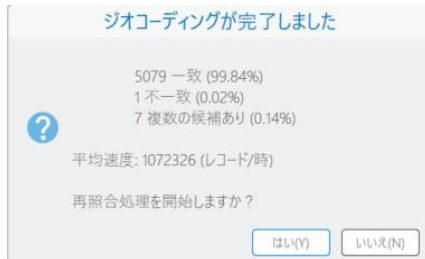 ジオコーディングが完了しました
5079 一致 (99.84%)
1 不一致 (0.02%)
7 複数の候補あり (0.14%)
?
平均速度: 1072326 (レコード/時)
再照合処理を開始しますか？
はい(Y) いいえ(N)